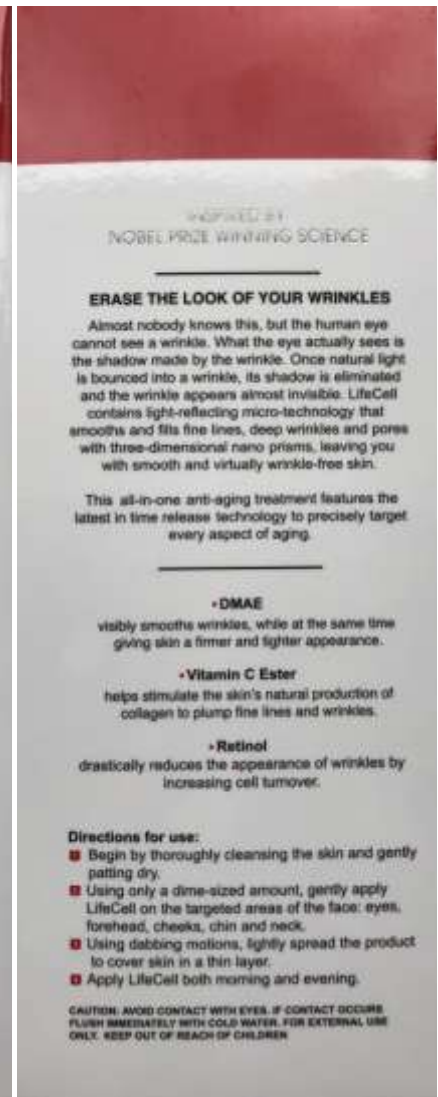 INSPIRED BY
NOBEL PRIZE WINNING SCIENCE
ERASE THE LOOK OF YOUR WRINKLES
Almost nobody knows this, but the human eye
cannot see a wrinkle. What the eye actually sees is
the shadow made by the wrinkle. Once natural light
is bounced into a wrinkle, its shadow is eliminated
and the wrinkle appears almost invisible. LifeCell
contains light-reflecting micro-technology that
smooths and fills fine lines, deep wrinkles and pores
with three-dimensional nano prisms, leaving you
with smooth and virtually wrinkle-free skin.
This all-in-one anti-aging treatment features the
latest in time release technology to precisely target
every aspect of aging.
•DMAE
visibly smooths wrinkles, while at the same time
giving skin a firmer and tighter appearance.
•Vitamin C Ester
helps stimulate the skin's natural production of
collagen to plump fine lines and wrinkles.
•Retinol
drastically reduces the appearance of wrinkles by
increasing cell turnover.
Directions for use:
Begin by thoroughly cleansing the skin and gently
patting dry.
Using only a dime-sized amount, gently apply
LifeCell on the targeted areas of the face: eyes,
forehead, cheeks, chin and neck.
Using dabbing motions, lightly spread the product
to cover skin in a thin layer.
Apply LifeCell both morning and evening.
CAUTION: AVOID CONTACT WITH EYES. IF CONTACT OCCURS
FLUSH IMMEDIATELY WITH COLD WATER. FOR EXTERNAL USE
ONLY. KEEP OUT OF REACH OF CHILDREN